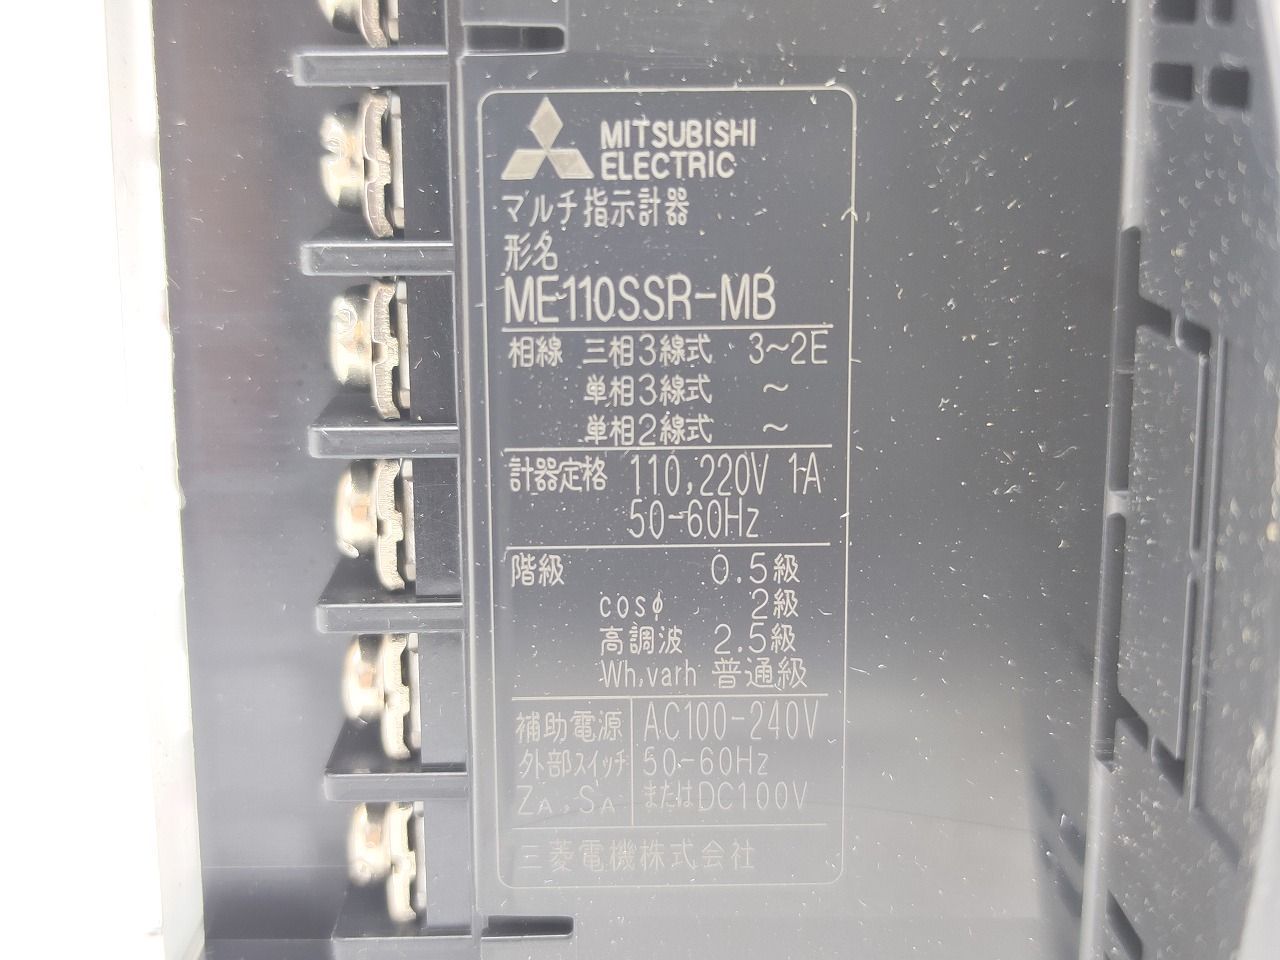 MITSUBISHI
ELECTRIC
マルチ指示計器
形名
ME110SSR-MB
相線 三相3線式 3～2E
単相3線式 ～
単相2線式 ～
計器定格 110,220V 1A
50-60Hz
階級 0.5級
cosφ 2級
高調波 2.5級
Wh,varh 普通級
補助電源 AC100-240V
外部スイッチ 50-60Hz
ZA,SA またはDC100V
三菱電機株式会社